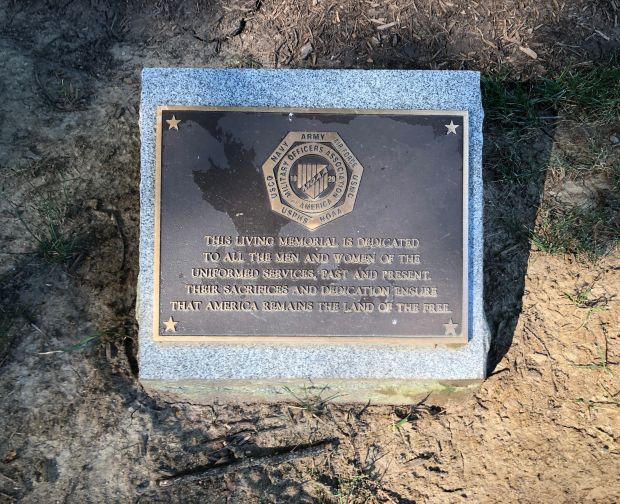 NAVY ARMY AIR FORCE
USCG USMC
MILITARY OFFICERS ASSOCIATION
OF
AMERICA
USPHS NOAA
THIS LIVING MEMORIAL IS DEDICATED
TO ALL THE MEN AND WOMEN OF THE
UNIFORMED SERVICES, PAST AND PRESENT.
THEIR SACRIFICES AND DEDICATION ENSURE
THAT AMERICA REMAINS THE LAND OF THE FREE.